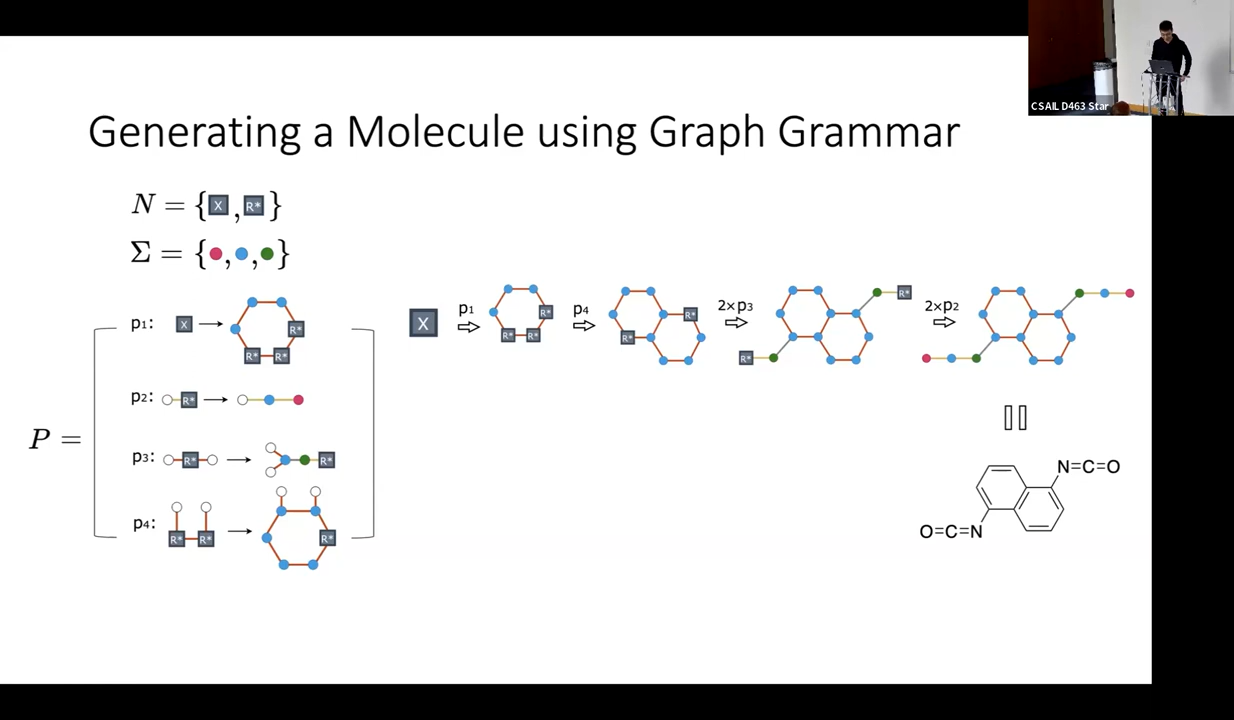 CSAIL D463 Star
Generating a Molecule using Graph Grammar
N = {X, R*}
Σ = { , , }
P =
p1: X → R* R* R*
p2: R* →
p3: R* → R*
p4: R* R* → R*
X p1 ⇨ R* R* R* p4 ⇨ R* R* 2×p3 ⇨ R* R* 2×p2 ⇨
N=C=O
O=C=N